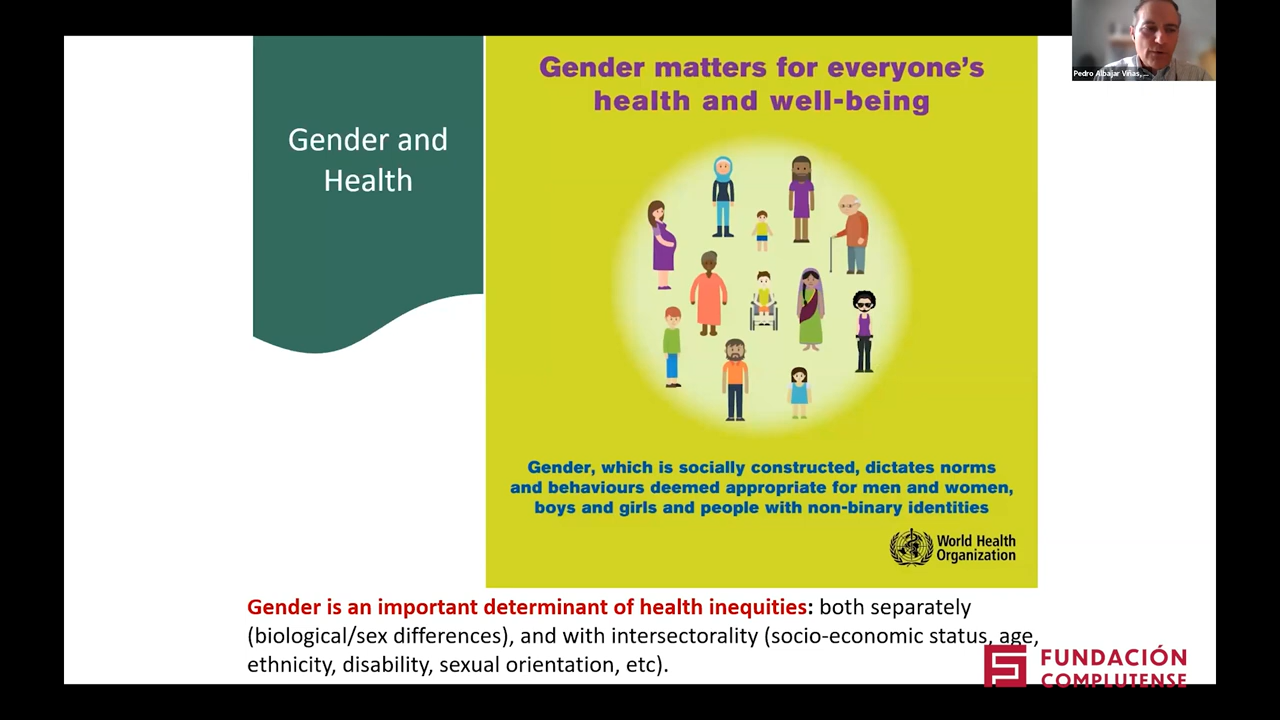 Pedro Albajar Viñas,...
Gender and
Health
Gender matters for everyone's
health and well-being
Gender, which is socially constructed, dictates norms
and behaviours deemed appropriate for men and women,
boys and girls and people with non-binary identities
World Health
Organization
Gender is an important determinant of health inequities: both separately
(biological/sex differences), and with intersectorality (socio-economic status, age,
ethnicity, disability, sexual orientation, etc).
FUNDACIÓN
COMPLUTENSE